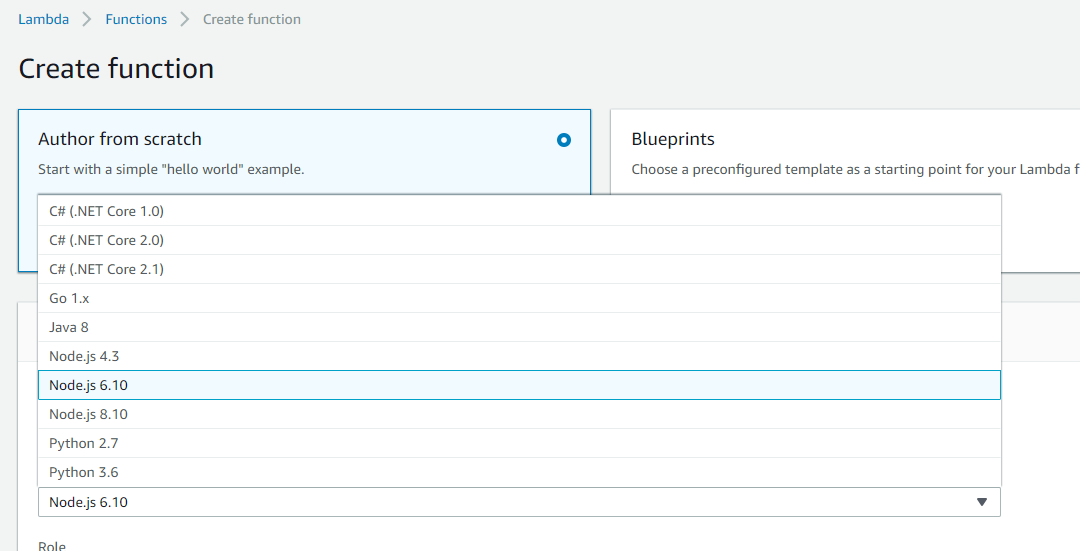 Lambda > Functions > Create function
Create function
Author from scratch
Start with a simple "hello world" example.
Blueprints
Choose a preconfigured template as a starting point for your Lambda f
C# (.NET Core 1.0)
C# (.NET Core 2.0)
C# (.NET Core 2.1)
Go 1.x
Java 8
Node.js 4.3
Node.js 6.10
Node.js 8.10
Python 2.7
Python 3.6
Node.js 6.10
Role